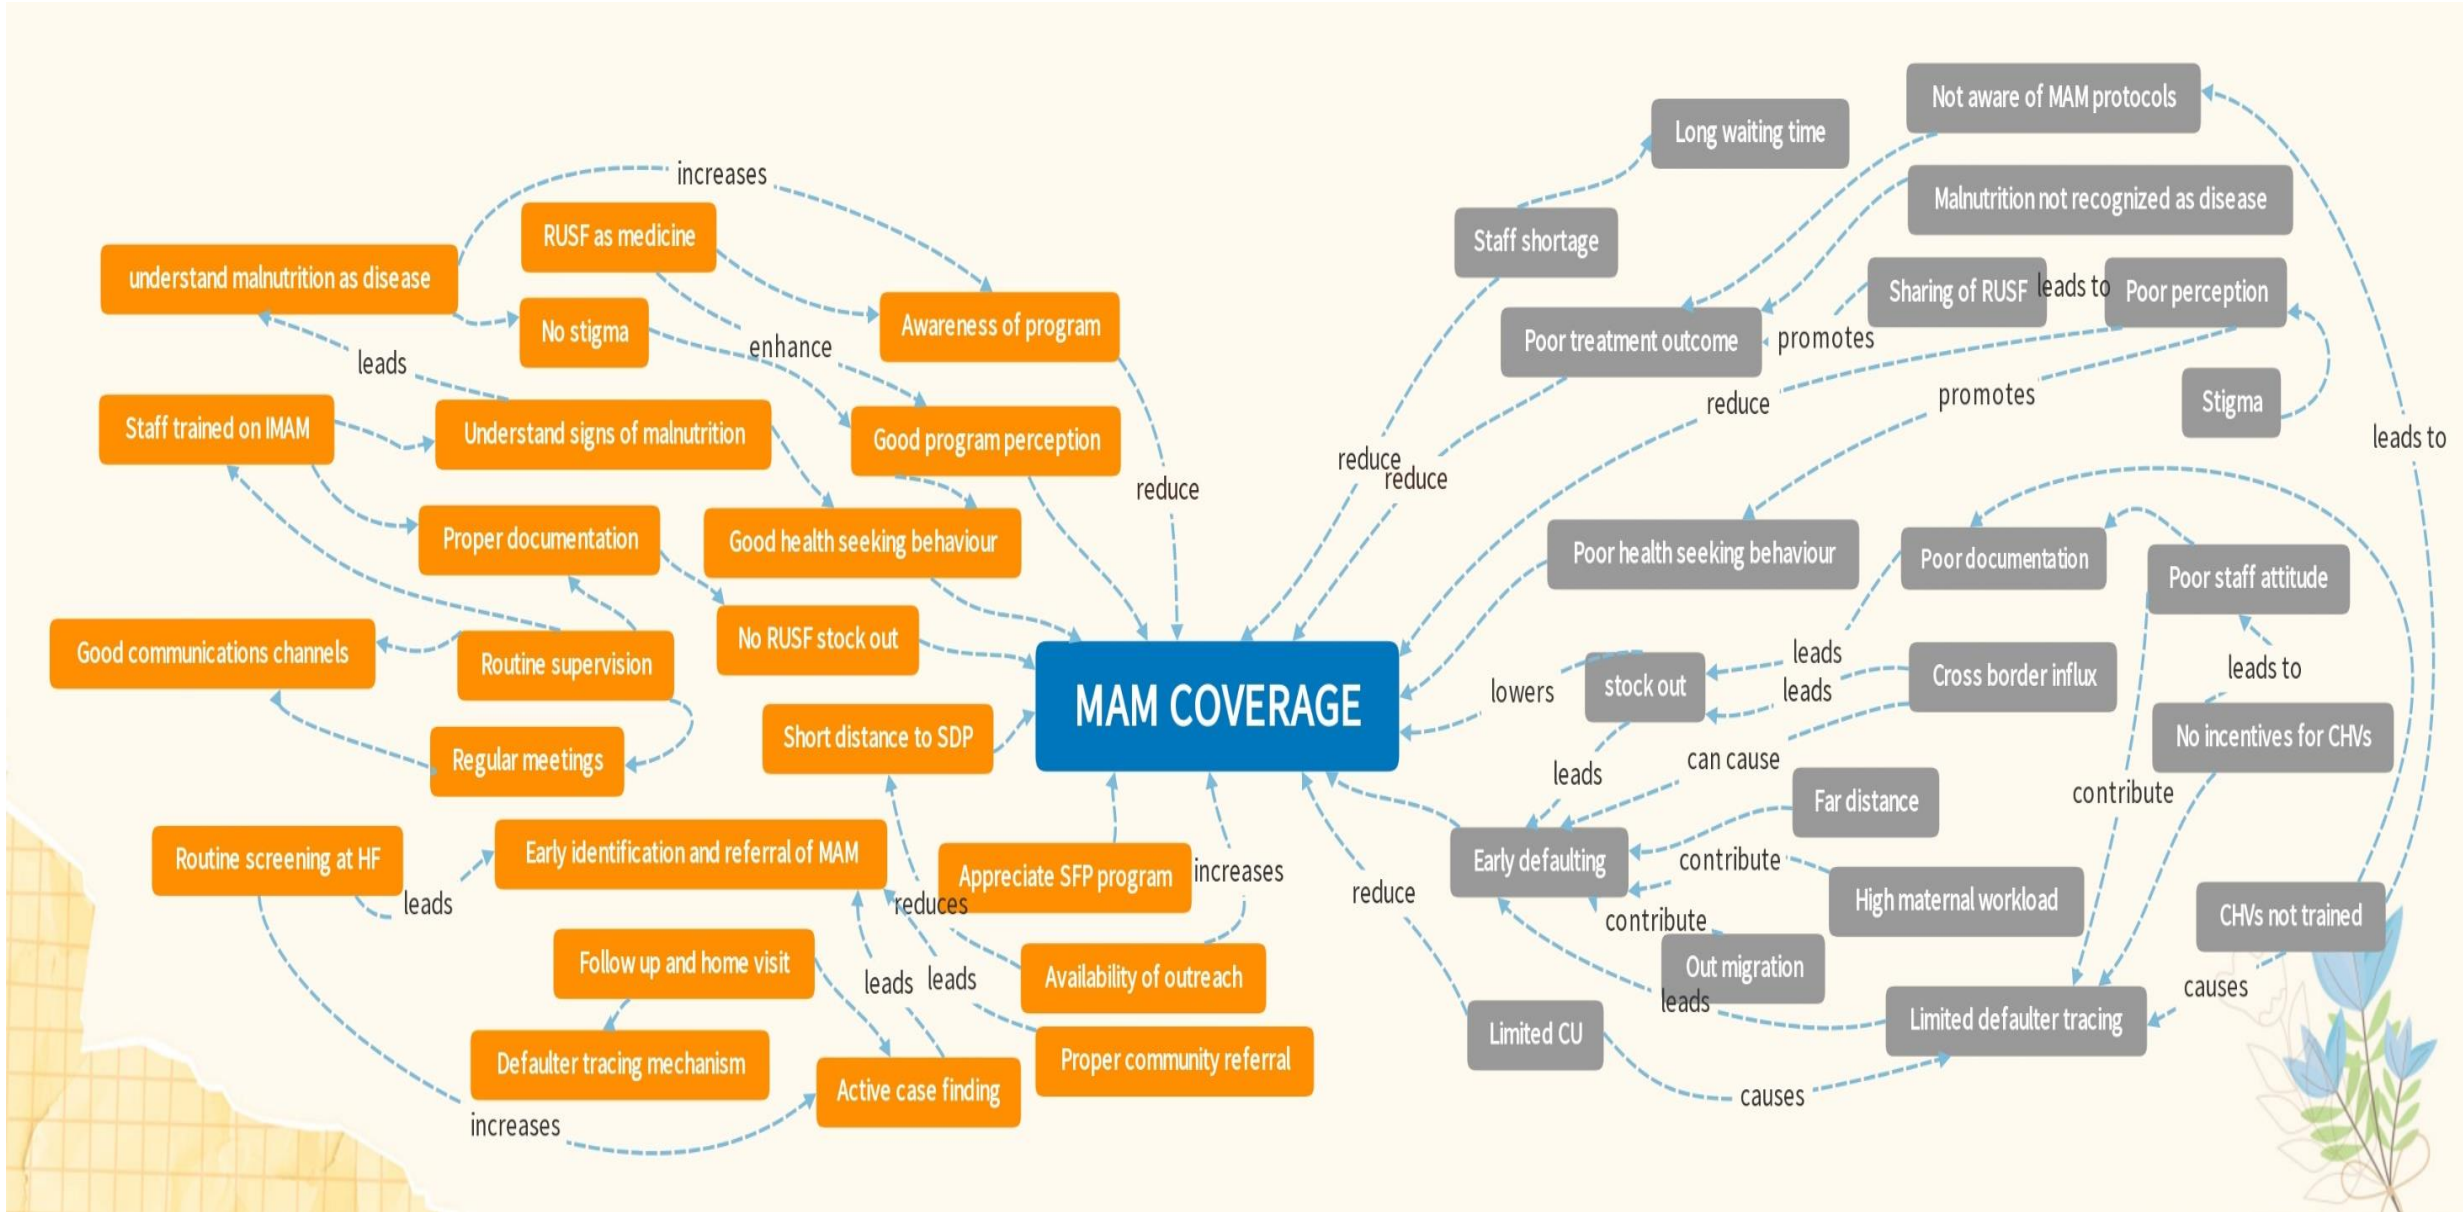 increases
RUSF as medicine
understand malnutrition as disease
No stigma
Awareness of program
enhance
leads
Staff trained on IMAM
Understand signs of malnutrition
Good program perception
reduce
Proper documentation
Good health seeking behaviour
Good communications channels
Routine supervision
No RUSF stock out
Regular meetings
Short distance to SDP
MAM COVERAGE
Routine screening at HF
leads
Early identification and referral of MAM
Appreciate SFP program
increases
reduces
Follow up and home visit
leads
leads
Availability of outreach
Defaulter tracing mechanism
Active case finding
Proper community referral
increases
Not aware of MAM protocols
Long waiting time
Malnutrition not recognized as disease
Staff shortage
Sharing of RUSF
leads to
Poor perception
Poor treatment outcome
promotes
reduce
promotes
Stigma
leads to
reduce
reduce
Poor health seeking behaviour
Poor documentation
Poor staff attitude
leads
lowers
stock out
leads
Cross border influx
leads to
No incentives for CHVs
leads
can cause
contribute
Far distance
Early defaulting
contribute
High maternal workload
reduce
contribute
CHVs not trained
Out migration
leads
causes
Limited CU
Limited defaulter tracing
causes